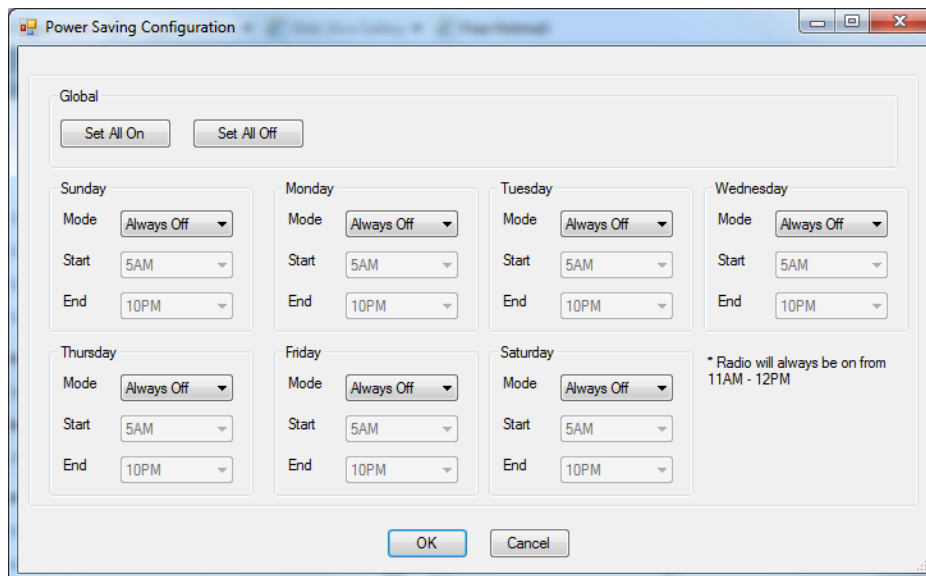 Power Saving Configuration
Global
Set All On Set All Off
Sunday Monday Tuesday Wednesday
Mode Always Off Mode Always Off Mode Always Off Mode Always Off
Start 5AM Start 5AM Start 5AM Start 5AM
End 10PM End 10PM End 10PM End 10PM
Thursday Friday Saturday
Mode Always Off Mode Always Off Mode Always Off
* Radio will always be on from
11AM - 12PM
Start 5AM Start 5AM Start 5AM
End 10PM End 10PM End 10PM
OK Cancel